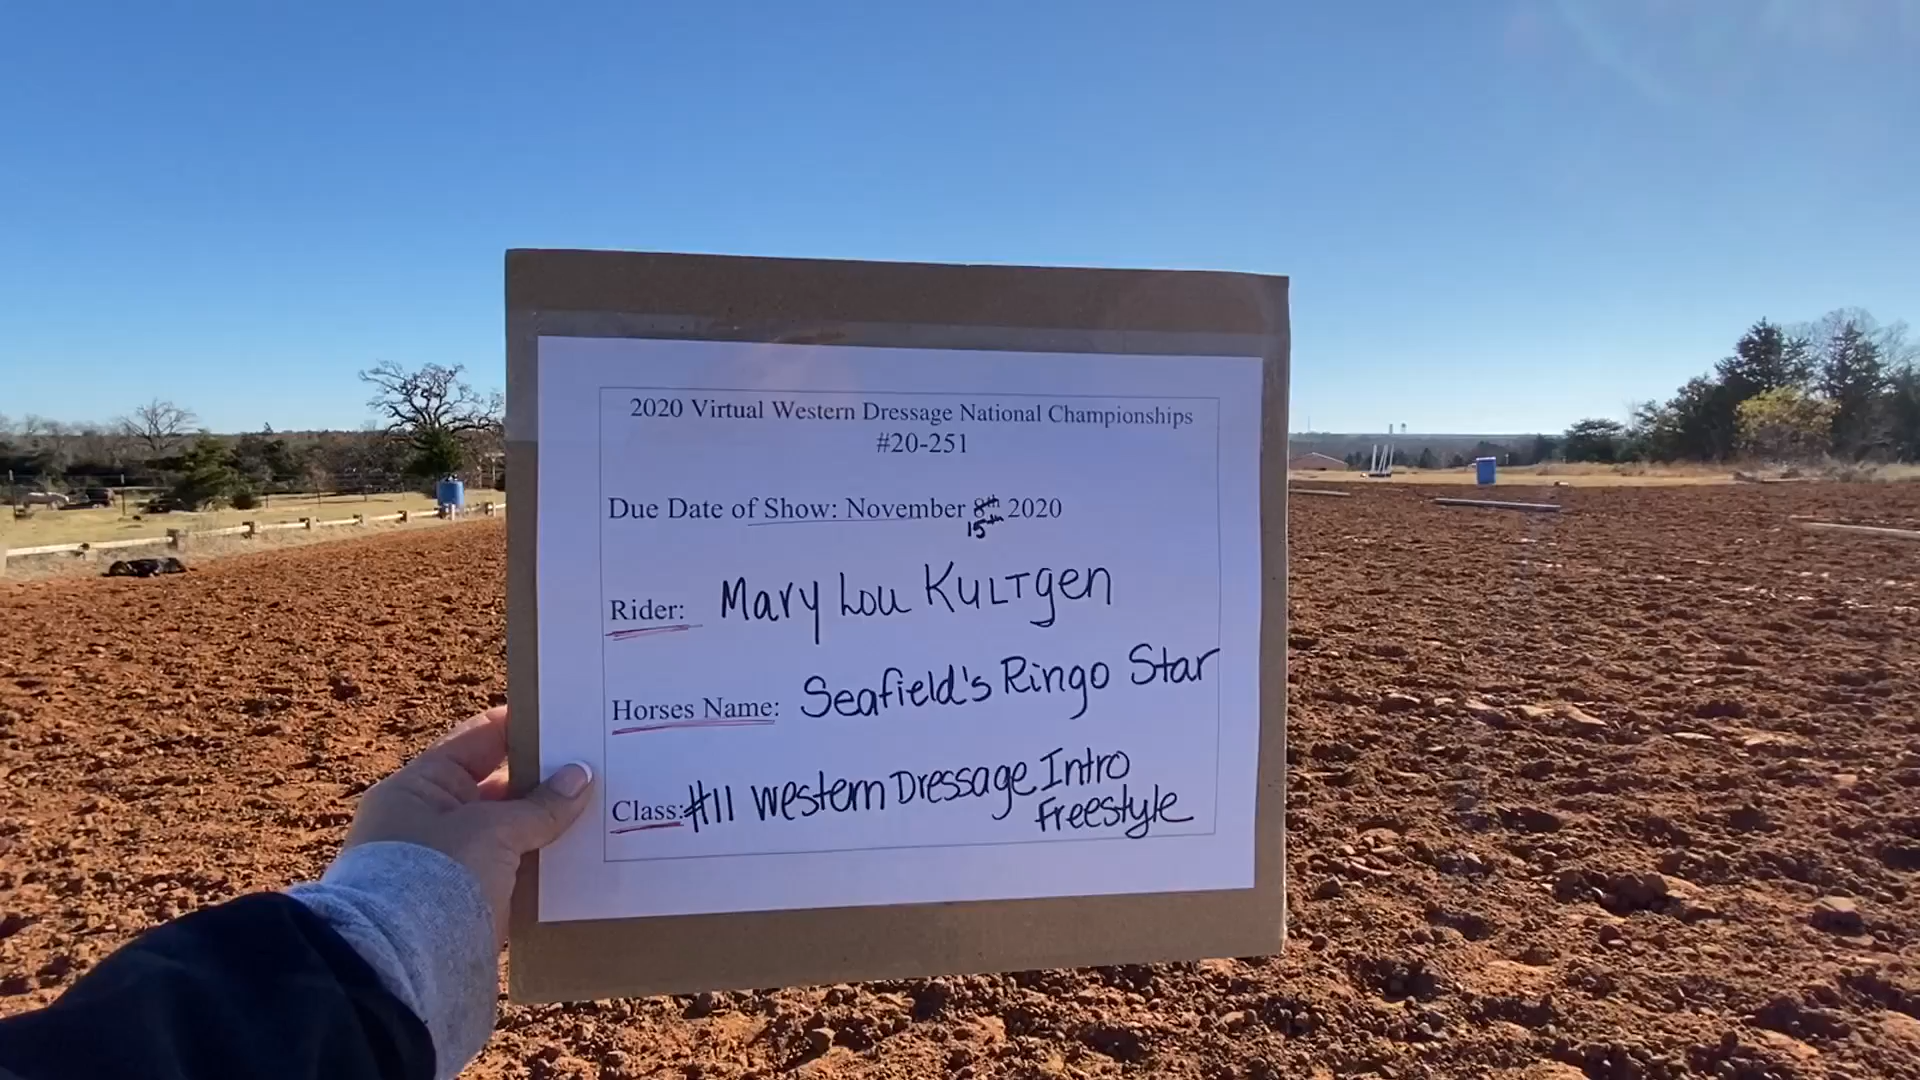 2020 Virtual Western Dressage National Championships
#20-251
Due Date of Show: November 8th 2020
15th
Rider: Mary Lou Kultgen
Horses Name: Seafield's Ringo Star
Class: #11 Western Dressage Intro
Freestyle